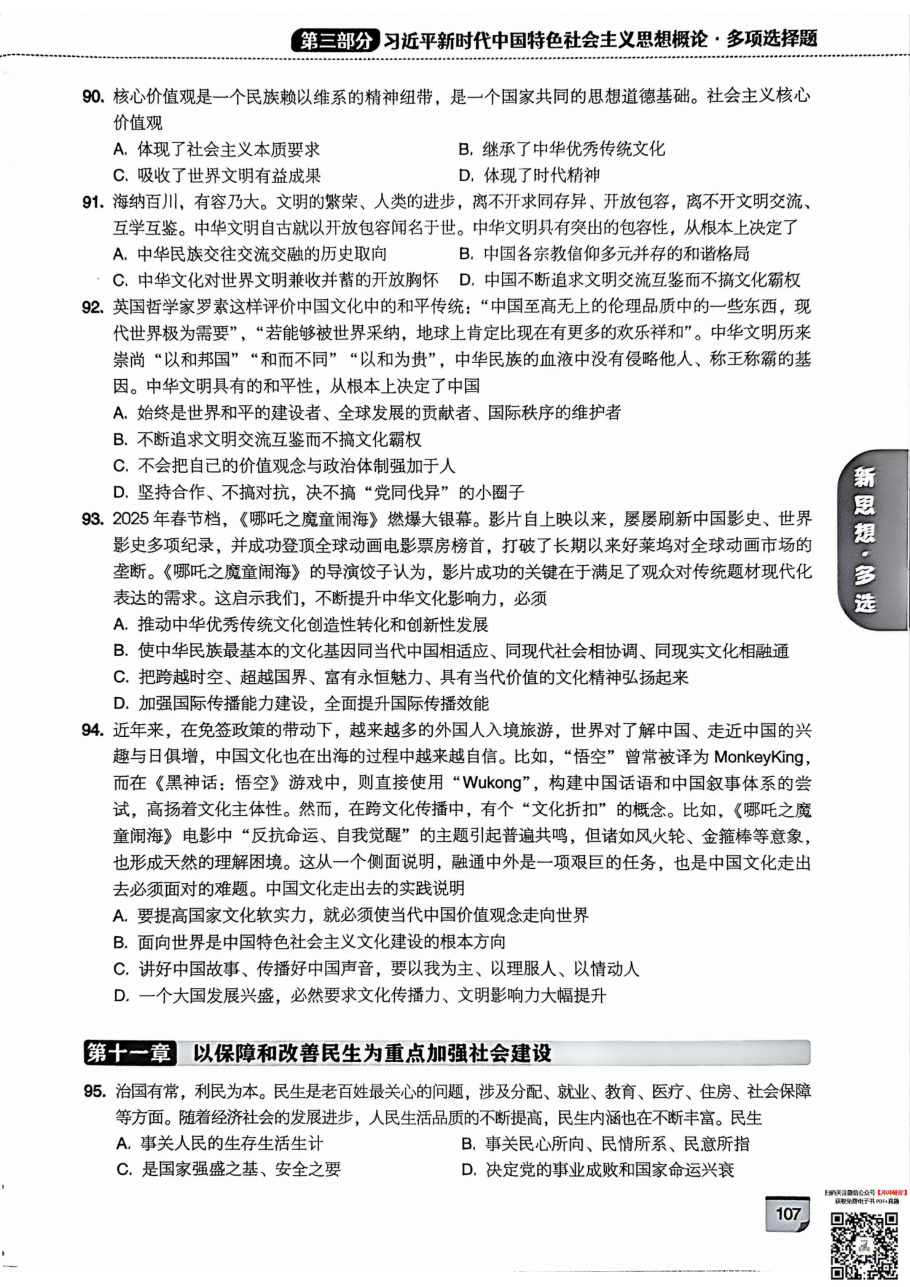 第三部分 习近平新时代中国特色社会主义思想概论·多项选择题
90. 核心价值观是一个民族赖以维系的精神纽带，是一个国家共同的思想道德基础。社会主义核心
价值观
A. 体现了社会主义本质要求 B. 继承了中华优秀传统文化
C. 吸收了世界文明有益成果 D. 体现了时代精神
91. 海纳百川，有容乃大。文明的繁荣、人类的进步，离不开求同存异、开放包容，离不开文明交流、
互学互鉴。中华文明自古就以开放包容闻名于世。中华文明具有突出的包容性，从根本上决定了
A. 中华民族交往交流交融的历史取向 B. 中国各宗教信仰多元并存的和谐格局
C. 中华文化对世界文明兼收并蓄的开放胸怀 D. 中国不断追求文明交流互鉴而不搞文化霸权
92. 英国哲学家罗素这样评价中国文化中的和平传统：“中国至高无上的伦理品质中的一些东西，现
代世界极为需要”，“若能够被世界采纳，地球上肯定比现在有更多的欢乐祥和”。中华文明历来
崇尚“以和邦国”“和而不同”“以和为贵”，中华民族的血液中没有侵略他人、称王称霸的基
因。中华文明具有的和平性，从根本上决定了中国
A. 始终是世界和平的建设者、全球发展的贡献者、国际秩序的维护者
B. 不断追求文明交流互鉴而不搞文化霸权
C. 不会把自己的价值观念与政治体制强加于人
D. 坚持合作、不搞对抗，决不搞“党同伐异”的小圈子
93. 2025年春节档，《哪吒之魔童闹海》燃爆大银幕。影片自上映以来，屡屡刷新中国影史、世界
影史多项纪录，并成功登顶全球动画电影票房榜首，打破了长期以来好莱坞对全球动画市场的
垄断。《哪吒之魔童闹海》的导演饺子认为，影片成功的关键在于满足了观众对传统题材现代化
表达的需求。这启示我们，不断提升中华文化影响力，必须
A. 推动中华优秀传统文化创造性转化和创新性发展
B. 使中华民族最基本的文化基因同当代中国相适应、同现代社会相协调、同现实文化相融通
C. 把跨越时空、超越国界、富有永恒魅力、具有当代价值的文化精神弘扬起来
D. 加强国际传播能力建设，全面提升国际传播效能
94. 近年来，在免签政策的带动下，越来越多的外国人入境旅游，世界对了解中国、走近中国的兴
趣与日俱增，中国文化也在出海的过程中越来越自信。比如，“悟空”曾常被译为MonkeyKing，
而在《黑神话：悟空》游戏中，则直接使用“Wukong”，构建中国话语和中国叙事体系的尝
试，高扬着文化主体性。然而，在跨文化传播中，有个“文化折扣”的概念。比如，《哪吒之魔
童闹海》电影中“反抗命运、自我觉醒”的主题引起普遍共鸣，但诸如风火轮、金箍棒等意象，
也形成天然的理解困境。这从一个侧面说明，融通中外是一项艰巨的任务，也是中国文化走出
去必须面对的难题。中国文化走出去的实践说明
A. 要提高国家文化软实力，就必须使当代中国价值观念走向世界
B. 面向世界是中国特色社会主义文化建设的根本方向
C. 讲好中国故事、传播好中国声音，要以我为主、以理服人、以情动人
D. 一个大国发展兴盛，必然要求文化传播力、文明影响力大幅提升
新思想·多选
第十一章 以保障和改善民生为重点加强社会建设
95. 治国有常，利民为本。民生是老百姓最关心的问题，涉及分配、就业、教育、医疗、住房、社会保障
等方面。随着经济社会的发展进步，人民生活品质的不断提高，民生内涵也在不断丰富。民生
A. 事关人民的生存生活生计 B. 事关民心所向、民情所系、民意所指
C. 是国家强盛之基、安全之要 D. 决定党的事业成败和国家命运兴衰
107
扫码关注微信公众号【冲冲研库】
获取免费电子书PDF+真题